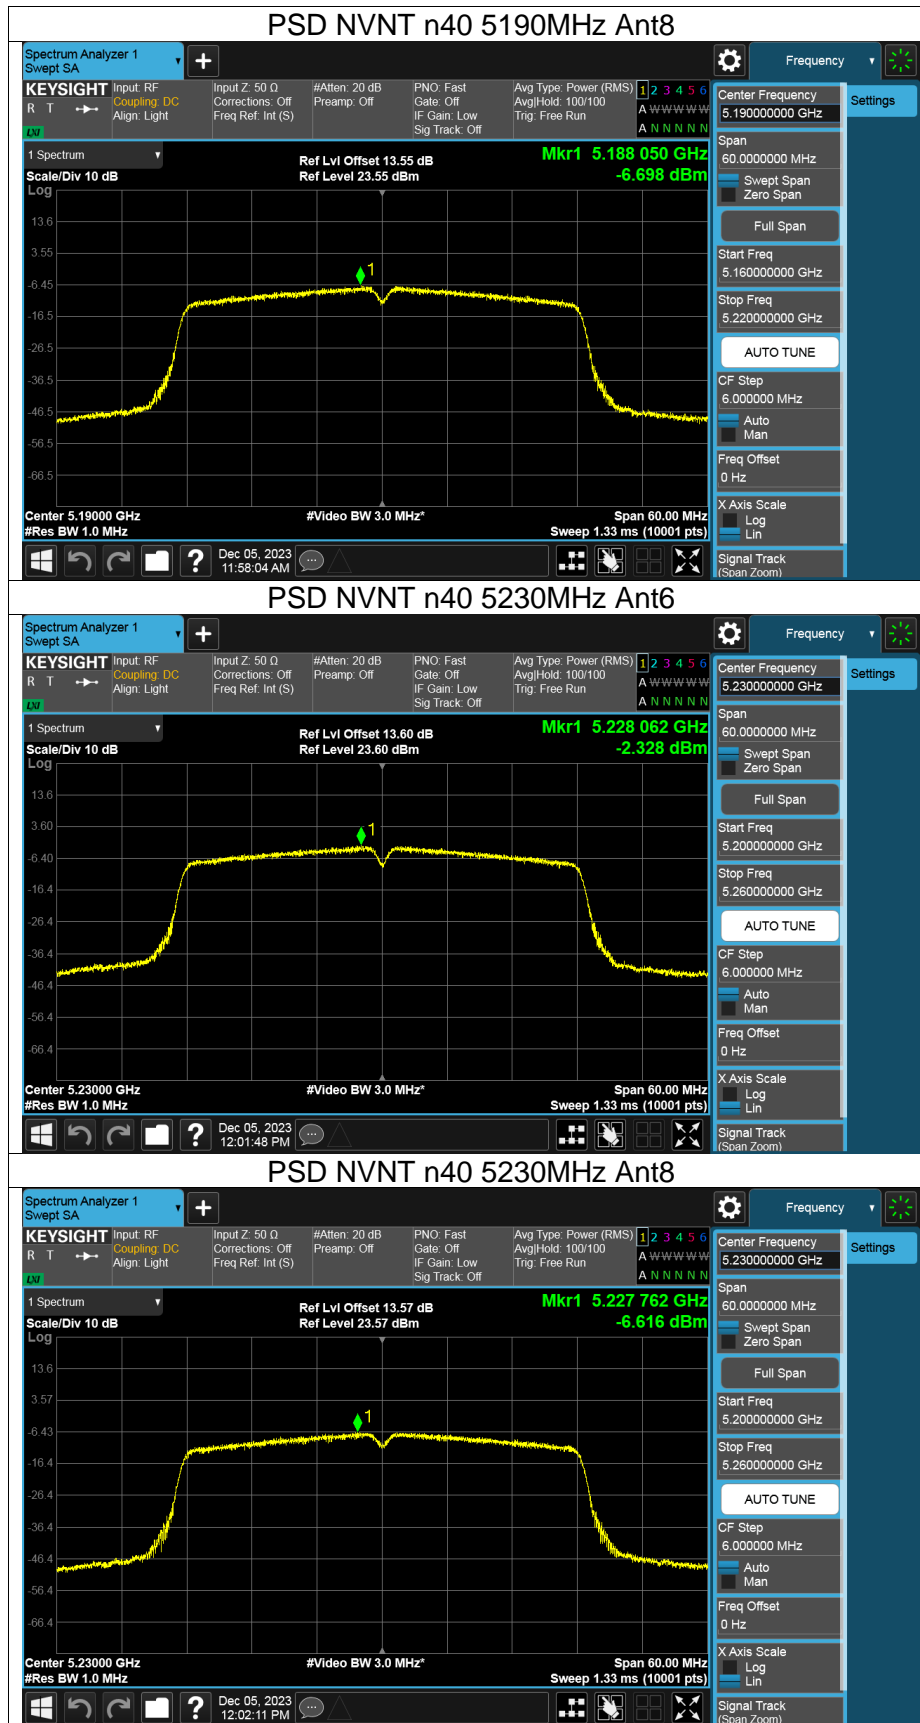 PSD NVNT n40 5190MHz Ant8
Spectrum Analyzer 1
Swept SA
Frequency
KEYSIGHT
R T
LXI
Input: RF
Coupling: DC
Align: Light
Input Z: 50 Ω
Corrections: Off
Freq Ref: Int (S)
#Atten: 20 dB
Preamp: Off
PNO: Fast
Gate: Off
IF Gain: Low
Sig Track: Off
Avg Type: Power (RMS)
Avg|Hold: 100/100
Trig: Free Run
1 2 3 4 5 6
A W W W W W
A N N N N N
1 Spectrum
Scale/Div 10 dB
Ref Lvl Offset 13.55 dB
Ref Level 23.55 dBm
Mkr1 5.188 050 GHz
-6.698 dBm
Log
13.6
3.55
-6.45
-16.5
-26.5
-36.5
-46.5
-56.5
-66.5
1
Center 5.19000 GHz
#Res BW 1.0 MHz
#Video BW 3.0 MHz*
Span 60.00 MHz
Sweep 1.33 ms (10001 pts)
Dec 05, 2023
11:58:04 AM
Center Frequency
5.190000000 GHz
Settings
Span
60.0000000 MHz
Swept Span
Zero Span
Full Span
Start Freq
5.160000000 GHz
Stop Freq
5.220000000 GHz
AUTO TUNE
CF Step
6.000000 MHz
Auto
Man
Freq Offset
0 Hz
X Axis Scale
Log
Lin
Signal Track
(Span Zoom)
PSD NVNT n40 5230MHz Ant6
Spectrum Analyzer 1
Swept SA
Frequency
KEYSIGHT
R T
LXI
Input: RF
Coupling: DC
Align: Light
Input Z: 50 Ω
Corrections: Off
Freq Ref: Int (S)
#Atten: 20 dB
Preamp: Off
PNO: Fast
Gate: Off
IF Gain: Low
Sig Track: Off
Avg Type: Power (RMS)
Avg|Hold: 100/100
Trig: Free Run
1 2 3 4 5 6
A W W W W W
A N N N N N
1 Spectrum
Scale/Div 10 dB
Ref Lvl Offset 13.60 dB
Ref Level 23.60 dBm
Mkr1 5.228 062 GHz
-2.328 dBm
Log
13.6
3.60
-6.40
-16.4
-26.4
-36.4
-46.4
-56.4
-66.4
1
Center 5.23000 GHz
#Res BW 1.0 MHz
#Video BW 3.0 MHz*
Span 60.00 MHz
Sweep 1.33 ms (10001 pts)
Dec 05, 2023
12:01:48 PM
Center Frequency
5.230000000 GHz
Settings
Span
60.0000000 MHz
Swept Span
Zero Span
Full Span
Start Freq
5.200000000 GHz
Stop Freq
5.260000000 GHz
AUTO TUNE
CF Step
6.000000 MHz
Auto
Man
Freq Offset
0 Hz
X Axis Scale
Log
Lin
Signal Track
(Span Zoom)
PSD NVNT n40 5230MHz Ant8
Spectrum Analyzer 1
Swept SA
Frequency
KEYSIGHT
R T
LXI
Input: RF
Coupling: DC
Align: Light
Input Z: 50 Ω
Corrections: Off
Freq Ref: Int (S)
#Atten: 20 dB
Preamp: Off
PNO: Fast
Gate: Off
IF Gain: Low
Sig Track: Off
Avg Type: Power (RMS)
Avg|Hold: 100/100
Trig: Free Run
1 2 3 4 5 6
A W W W W W
A N N N N N
1 Spectrum
Scale/Div 10 dB
Ref Lvl Offset 13.57 dB
Ref Level 23.57 dBm
Mkr1 5.227 762 GHz
-6.616 dBm
Log
13.6
3.57
-6.43
-16.4
-26.4
-36.4
-46.4
-56.4
-66.4
1
Center 5.23000 GHz
#Res BW 1.0 MHz
#Video BW 3.0 MHz*
Span 60.00 MHz
Sweep 1.33 ms (10001 pts)
Dec 05, 2023
12:02:11 PM
Center Frequency
5.230000000 GHz
Settings
Span
60.0000000 MHz
Swept Span
Zero Span
Full Span
Start Freq
5.200000000 GHz
Stop Freq
5.260000000 GHz
AUTO TUNE
CF Step
6.000000 MHz
Auto
Man
Freq Offset
0 Hz
X Axis Scale
Log
Lin
Signal Track
(Span Zoom)